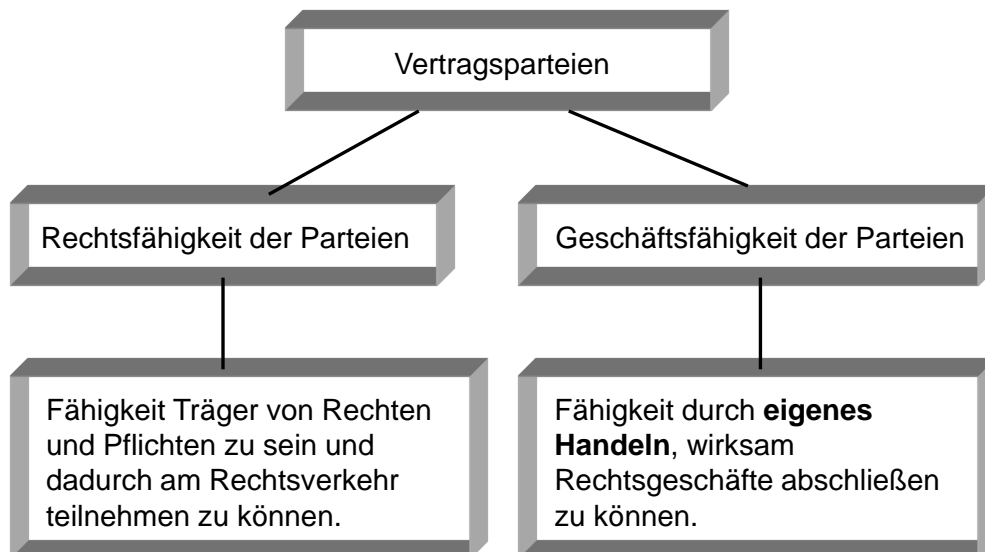 Vertragsparteien
Rechtsfähigkeit der Parteien
Geschäftsfähigkeit der Parteien
Fähigkeit Träger von Rechten
und Pflichten zu sein und
dadurch am Rechtsverkehr
teilnehmen zu können.
Fähigkeit durch eigenes
Handeln, wirksam
Rechtsgeschäfte abschließen
zu können.